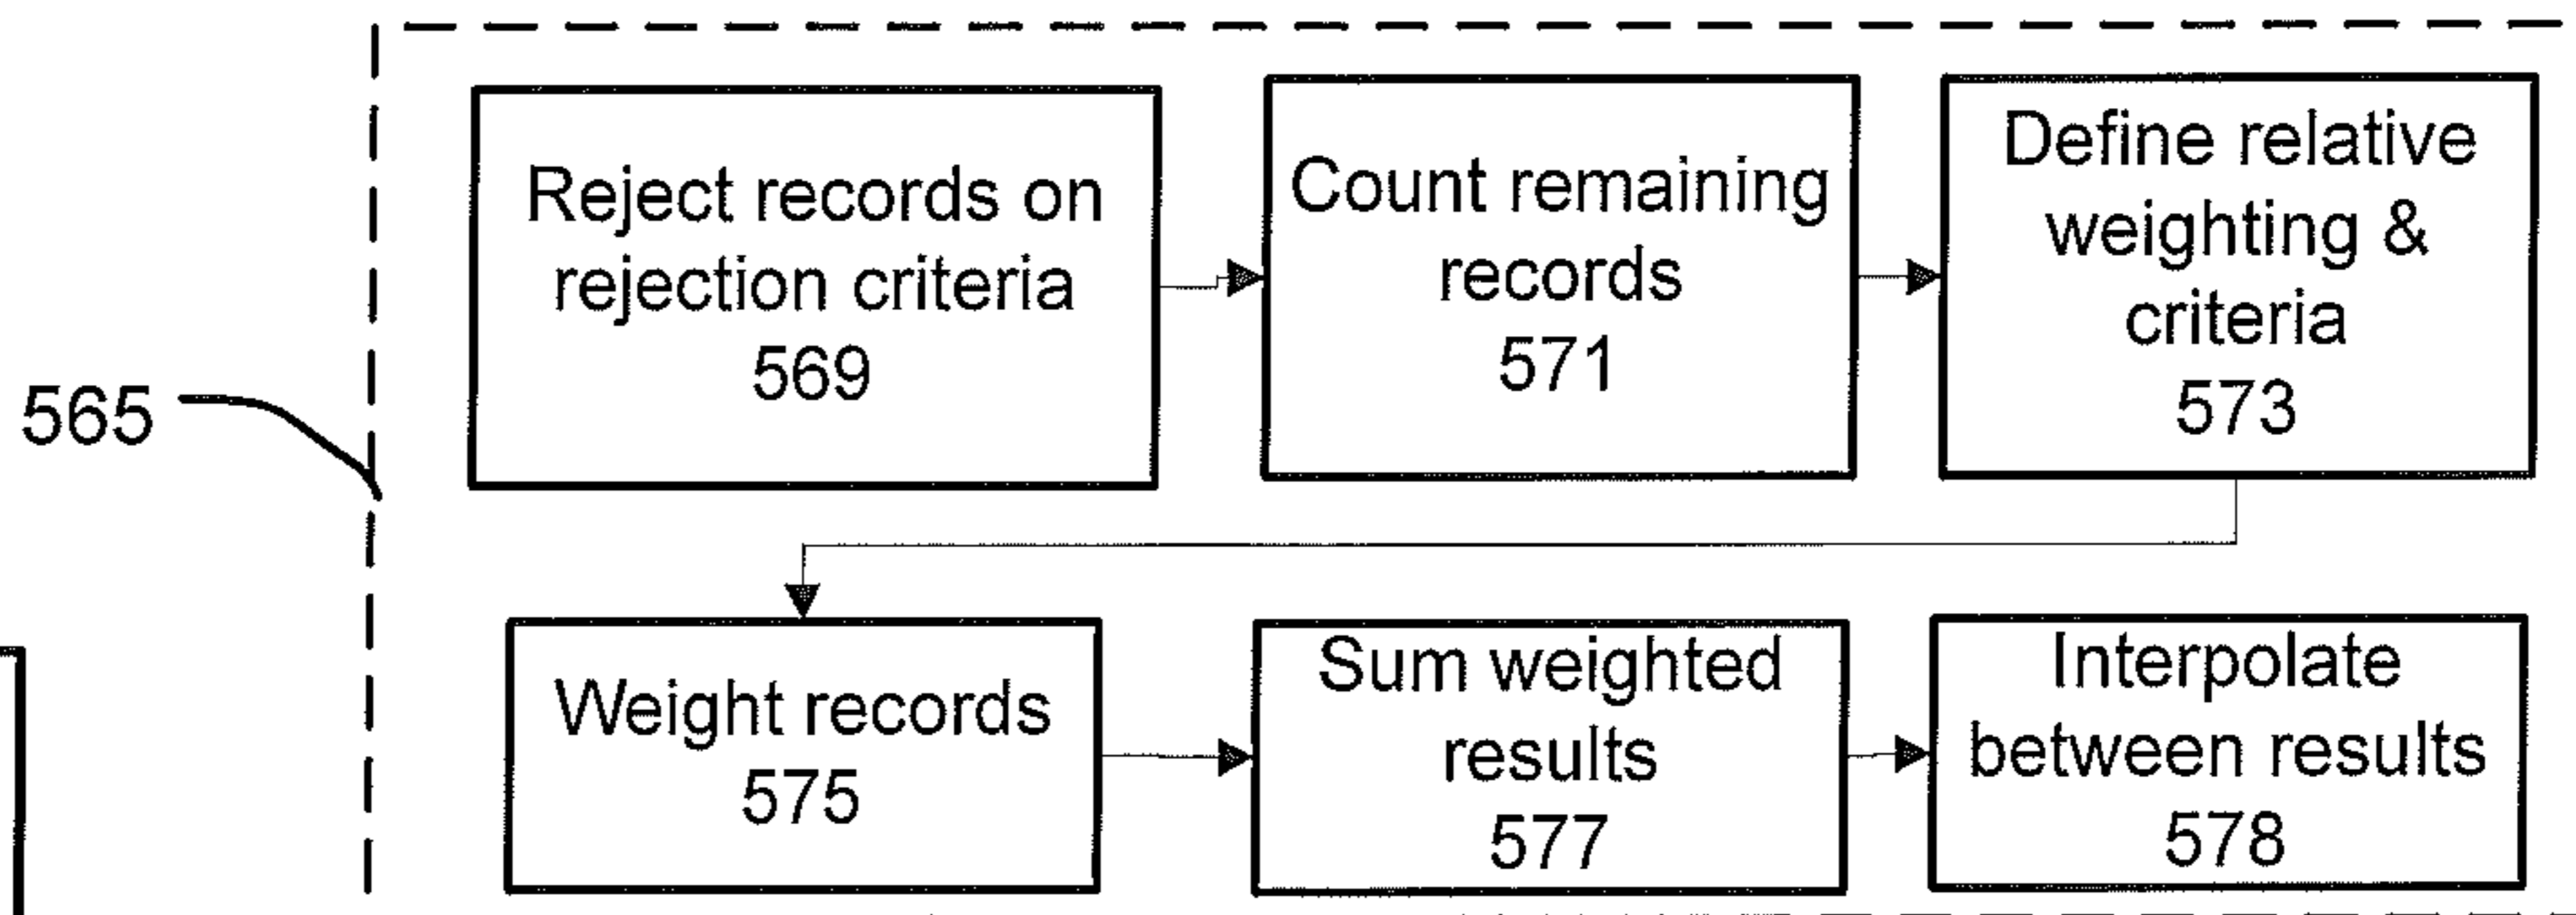 Reject records on
rejection criteria
569
Count remaining
records
571
Define relative
weighting &
criteria
573
565
Weight records
575
Sum weighted
results
577
Interpolate
between results
578